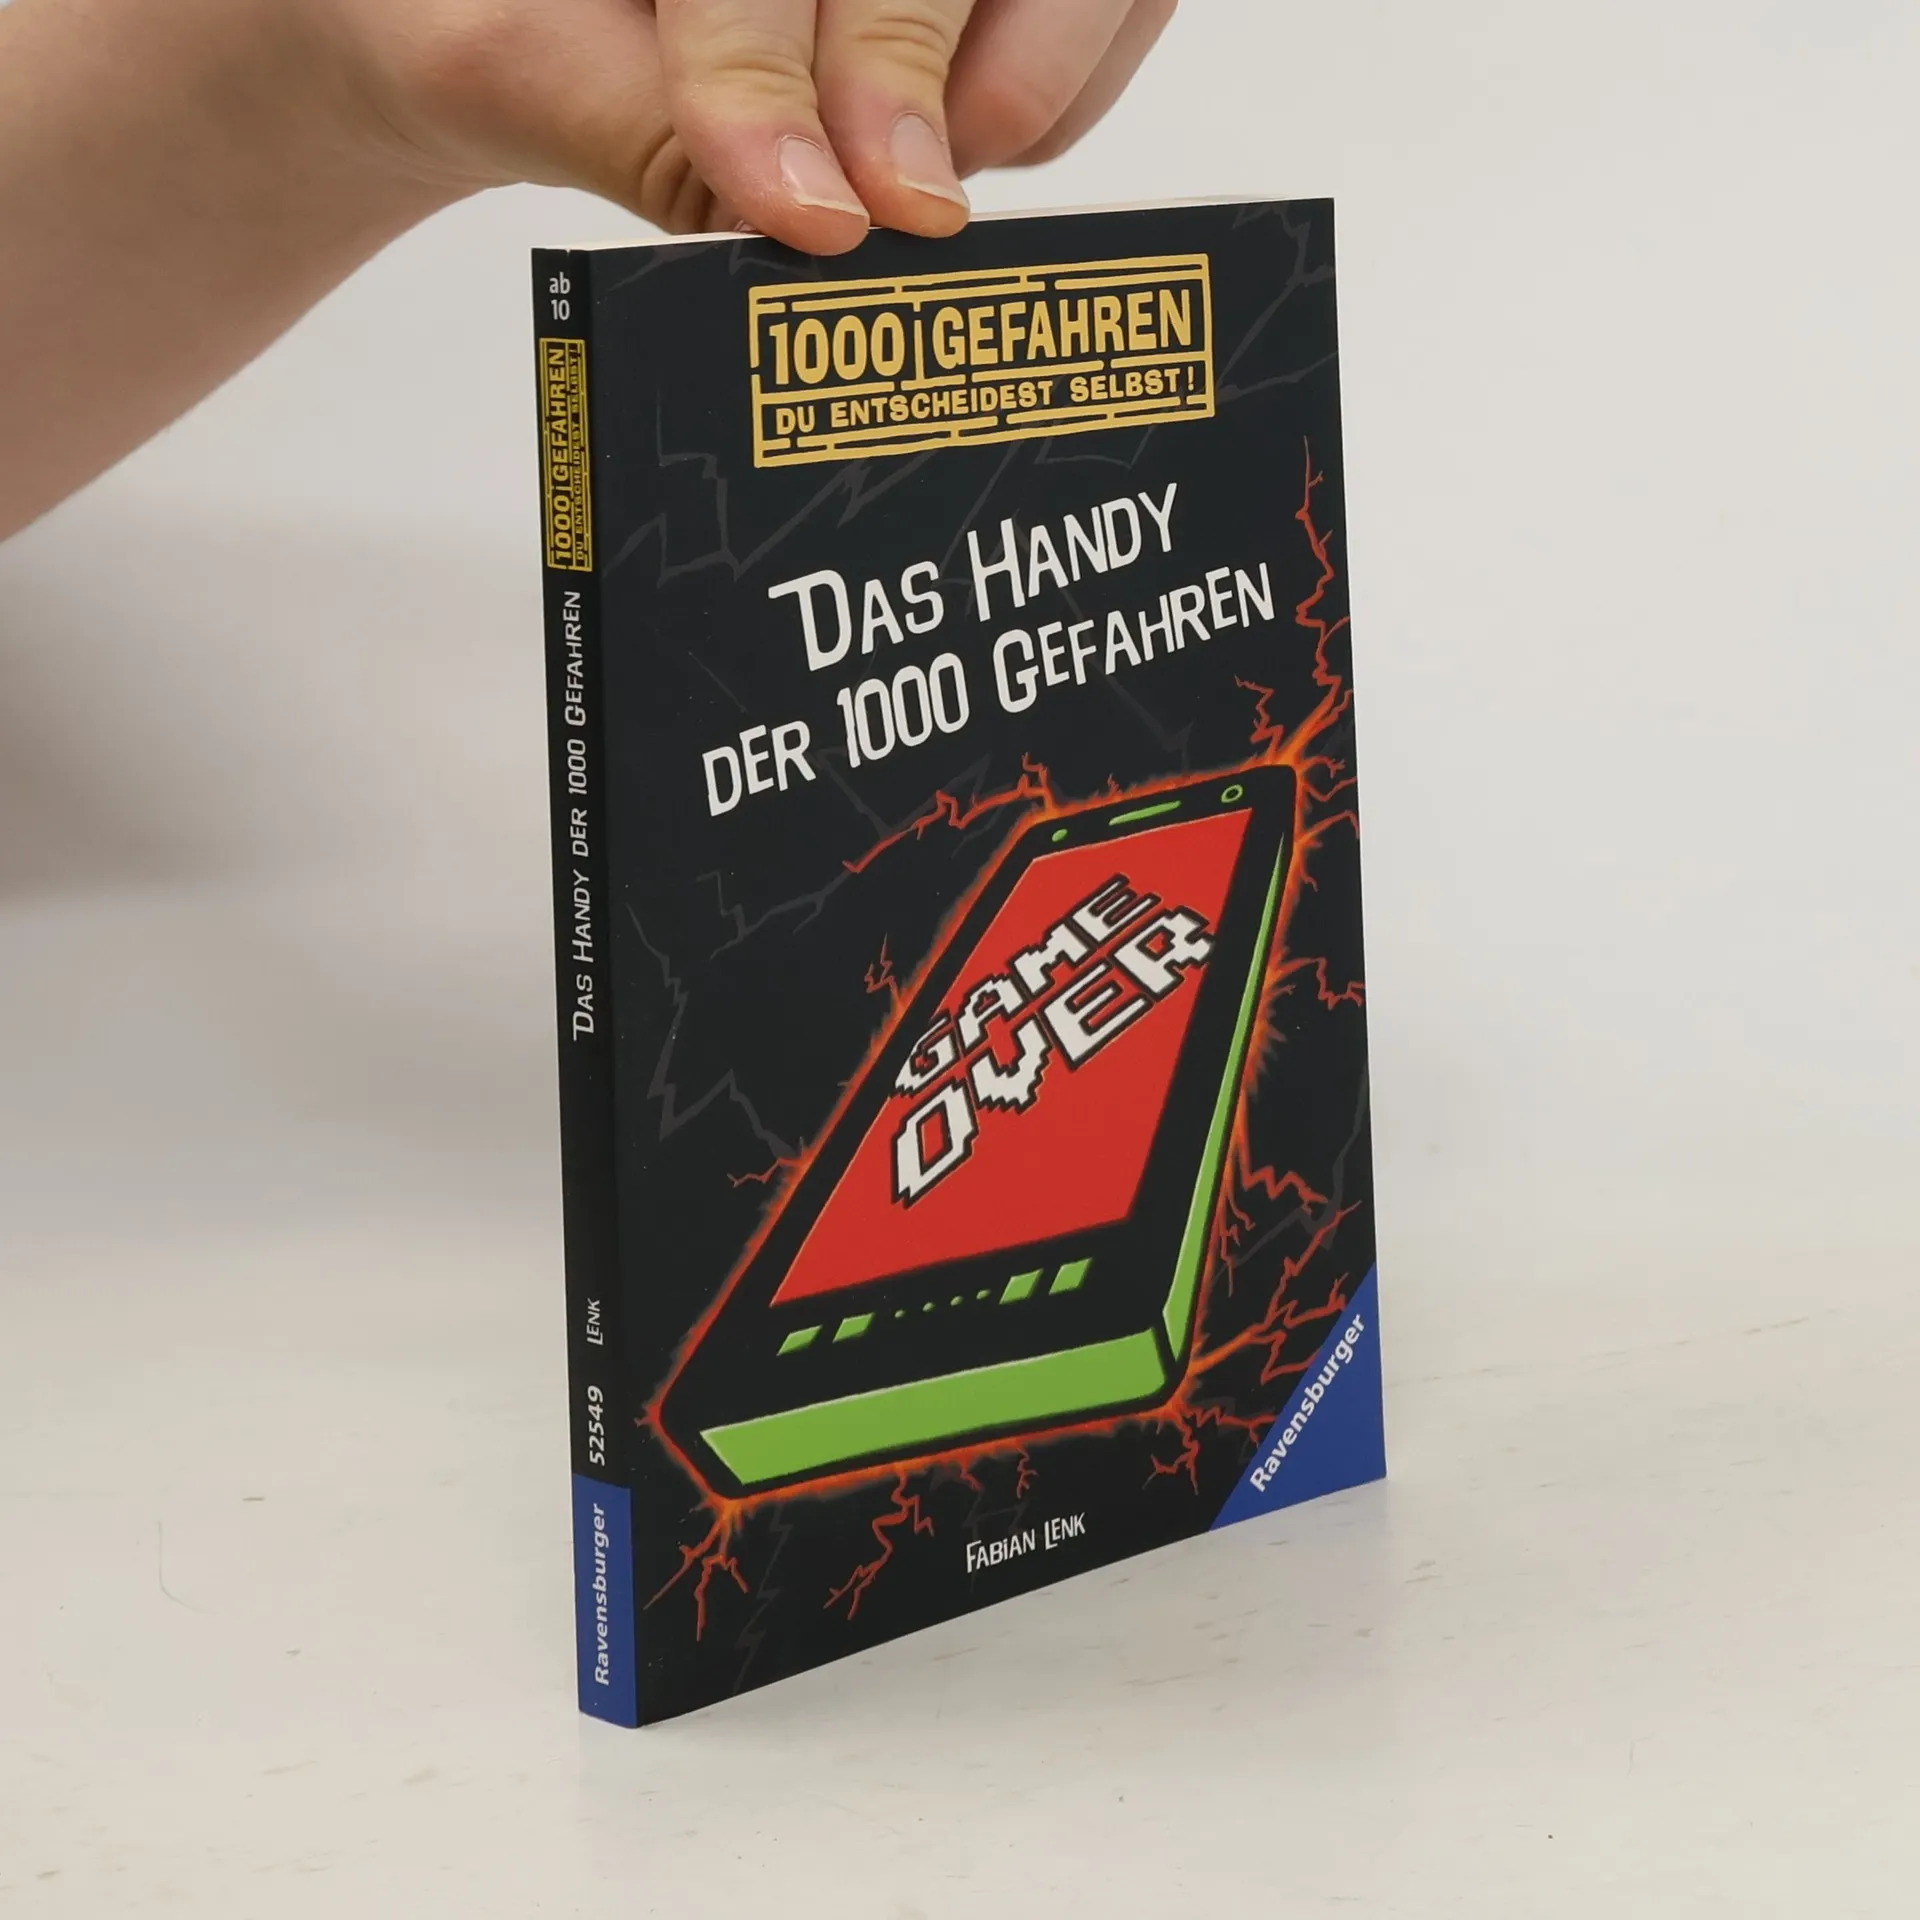 ab
10
1000 GEFAHREN
DU ENTSCHEIDEST SELBST!
DAS HANDY DER 1000 GEFAHREN
LENK
52549
Ravensburger
1000 GEFAHREN
DU ENTSCHEIDEST SELBST!
DAS HANDY
DER 1000 GEFAHREN
GAME
OVER
FABIAN LENK
Ravensburger